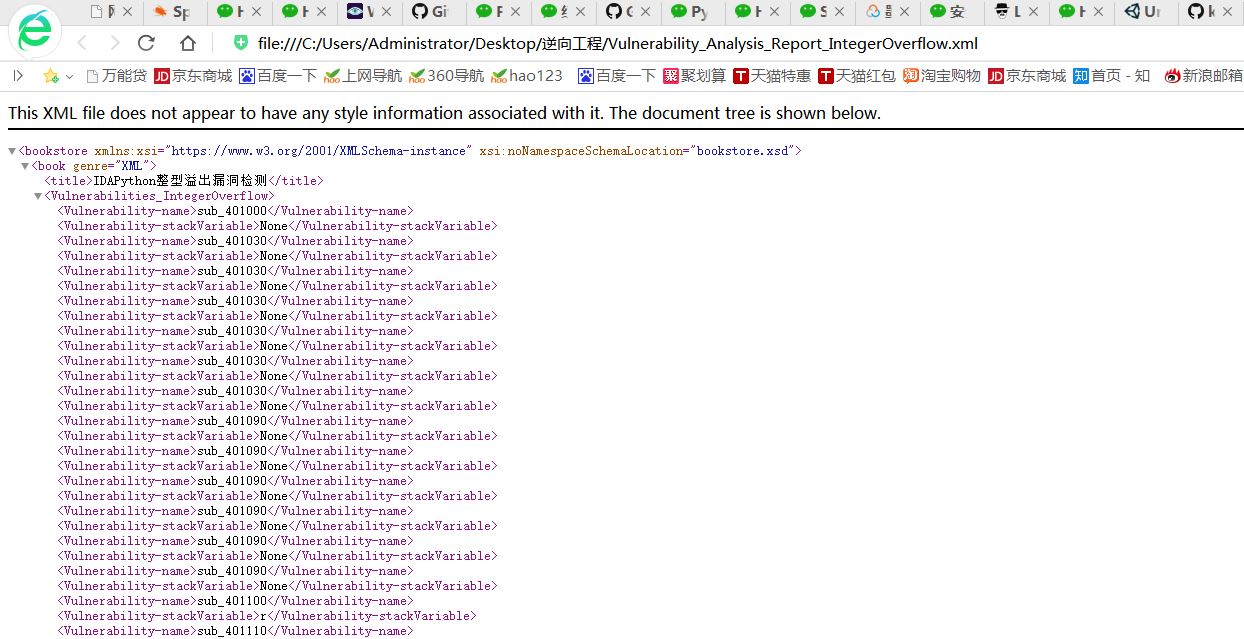 Sp
Gi
Py
安
file:///C:/Users/Administrator/Desktop/逆向工程/Vulnerability_Analysis_Report_IntegerOverflow.xml
万能贷 JD 京东商城 百度一下 hao 上网导航 hao 360导航 hao hao123 百度一下 聚 聚划算 T 天猫特惠 T 天猫红包 淘 淘宝购物 JD 京东商城 知 首页 - 知 新浪邮箱
This XML file does not appear to have any style information associated with it. The document tree is shown below.
<bookstore xmlns:xsi="https://www.w3.org/2001/XMLSchema-instance" xsi:noNamespaceSchemaLocation="bookstore.xsd">
<book genre="XML">
<title>IDAPython整型溢出漏洞检测</title>
<Vulnerabilities_IntegerOverflow>
<Vulnerability-name>sub_401000</Vulnerability-name>
<Vulnerability-stackVariable>None</Vulnerability-stackVariable>
<Vulnerability-name>sub_401030</Vulnerability-name>
<Vulnerability-stackVariable>None</Vulnerability-stackVariable>
<Vulnerability-name>sub_401030</Vulnerability-name>
<Vulnerability-stackVariable>None</Vulnerability-stackVariable>
<Vulnerability-name>sub_401030</Vulnerability-name>
<Vulnerability-stackVariable>None</Vulnerability-stackVariable>
<Vulnerability-name>sub_401030</Vulnerability-name>
<Vulnerability-stackVariable>None</Vulnerability-stackVariable>
<Vulnerability-name>sub_401030</Vulnerability-name>
<Vulnerability-stackVariable>None</Vulnerability-stackVariable>
<Vulnerability-name>sub_401030</Vulnerability-name>
<Vulnerability-stackVariable>None</Vulnerability-stackVariable>
<Vulnerability-name>sub_401090</Vulnerability-name>
<Vulnerability-stackVariable>None</Vulnerability-stackVariable>
<Vulnerability-name>sub_401090</Vulnerability-name>
<Vulnerability-stackVariable>None</Vulnerability-stackVariable>
<Vulnerability-name>sub_401090</Vulnerability-name>
<Vulnerability-stackVariable>None</Vulnerability-stackVariable>
<Vulnerability-name>sub_401090</Vulnerability-name>
<Vulnerability-stackVariable>None</Vulnerability-stackVariable>
<Vulnerability-name>sub_401090</Vulnerability-name>
<Vulnerability-stackVariable>None</Vulnerability-stackVariable>
<Vulnerability-name>sub_401090</Vulnerability-name>
<Vulnerability-stackVariable>None</Vulnerability-stackVariable>
<Vulnerability-name>sub_401100</Vulnerability-name>
<Vulnerability-stackVariable>r</Vulnerability-stackVariable>
<Vulnerability-name>sub_401110</Vulnerability-name>